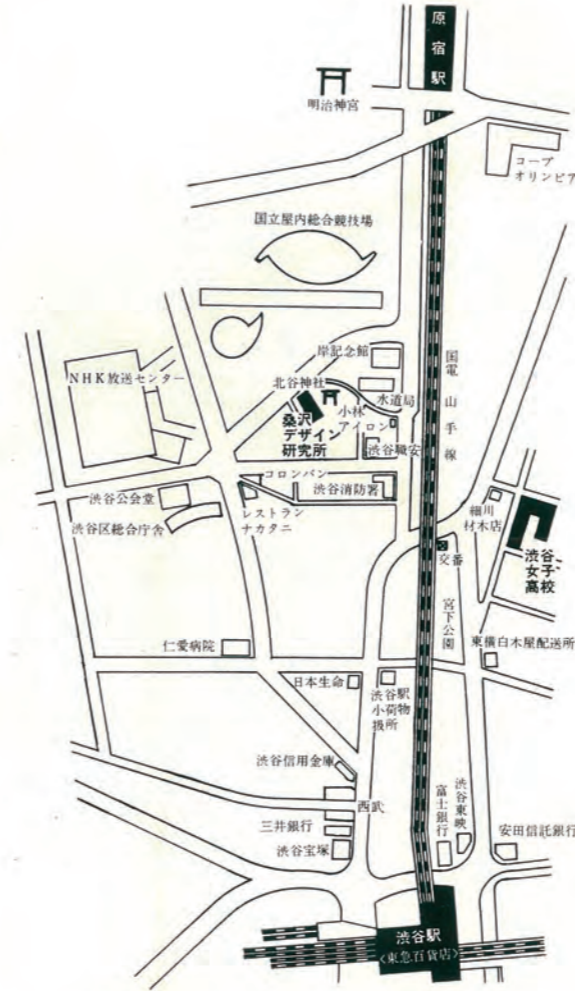 原宿駅
明治神宮
コープ
オリンピア
国立屋内総合競技場
岸記念館
国電 山手線
NHK放送センター
北谷神社
水道局
小林
アイロン
桑沢
デザイン
研究所
渋谷職安
コロンバン
渋谷公会堂
渋谷消防署
細川
材木店
レストラン
ナカタニ
渋谷区総合庁舎
交番
渋谷
女子
高校
宮下公園
仁愛病院
東横白木屋配送所
日本生命
渋谷駅
小荷物
扱所
渋谷信用金庫
西武
渋谷東映
富士銀行
三井銀行
安田信託銀行
渋谷宝塚
渋谷駅
<東急百貨店>